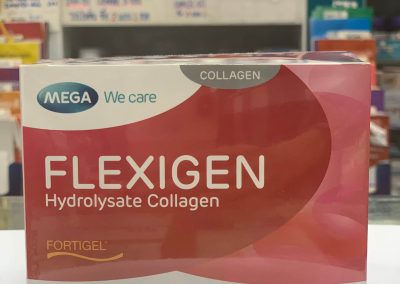 COLLAGEN
MEGA We care
FLEXIGEN
Hydrolysate Collagen
FORTIGEL®